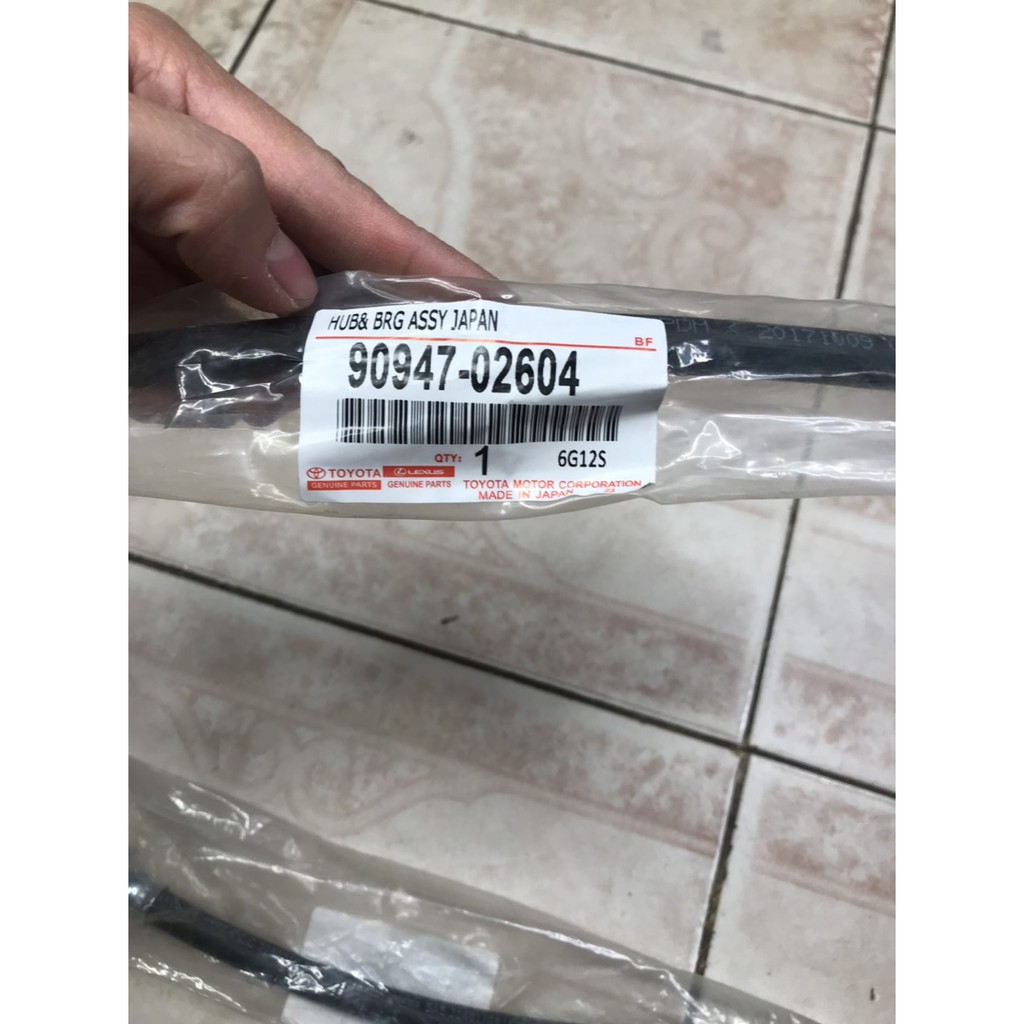 HUB& BRG ASSY JAPAN
BF
90947-02604
QTY: 1 6G12S
TOYOTA
GENUINE PARTS
LEXUS
GENUINE PARTS
TOYOTA MOTOR CORPORATION
MADE IN JAPAN
20171009